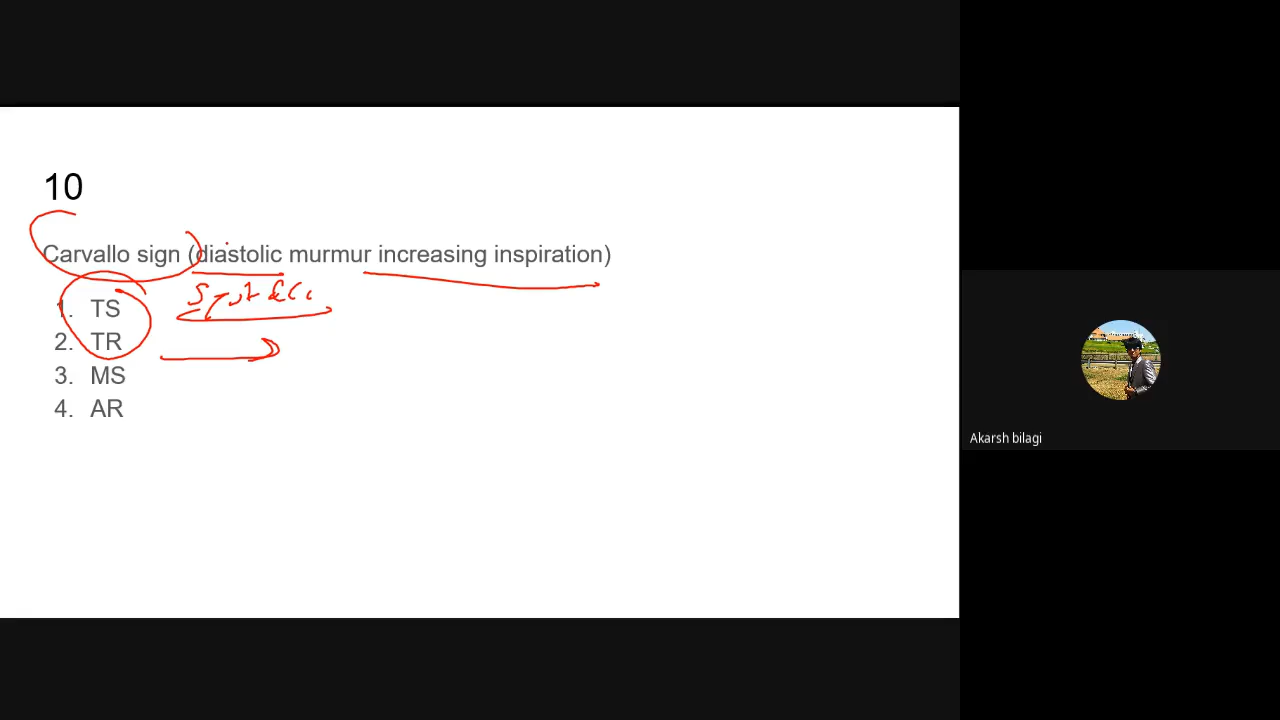 10
Carvallo sign (diastolic murmur increasing inspiration)
1. TS
2. TR
3. MS
4. AR
Akarsh bilagi